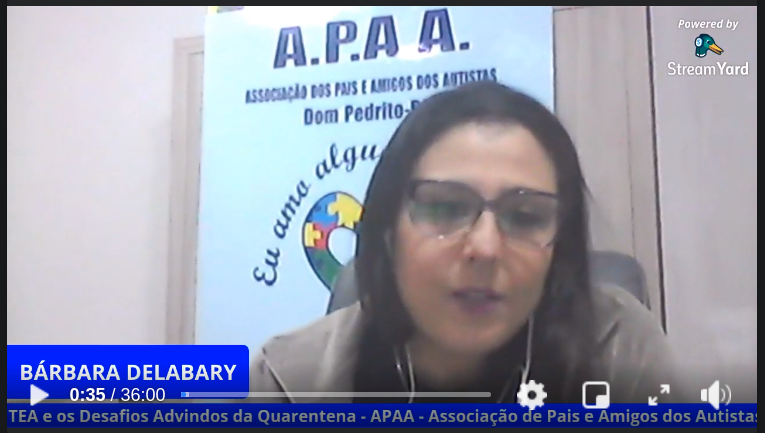 Powered by
StreamYard
A.P.A A.
ASSOCIAÇÃO DOS PAIS E AMIGOS DOS AUTISTAS
Dom Pedrito-
Eu amo algu
BÁRBARA DELABARY
0:35 / 36:00
TEA e os Desafios Advindos da Quarentena - APAA - Associação de Pais e Amigos dos Autistas